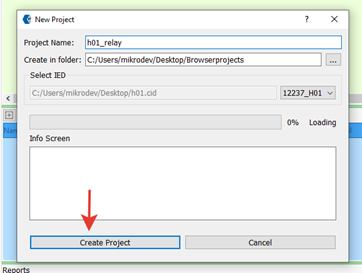 New Project
Project Name: h01_relay
Create in folder: C:/Users/mikrodev/Desktop/Browserprojects ...
Select IED
C:/Users/mikrodev/Desktop/h01.cid 12237_H01
0% Loading
Info Screen
Create Project Cancel
Reports